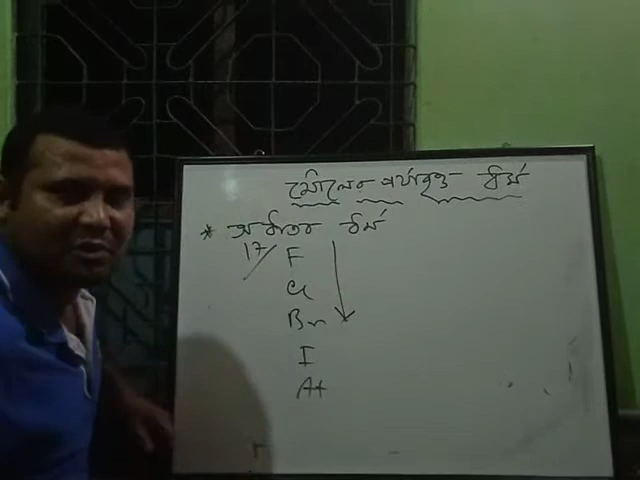 মৌলের পর্যাবৃত্ত ধর্ম
* অধাতব ধর্ম
17/ F
Cl
Br
I
At